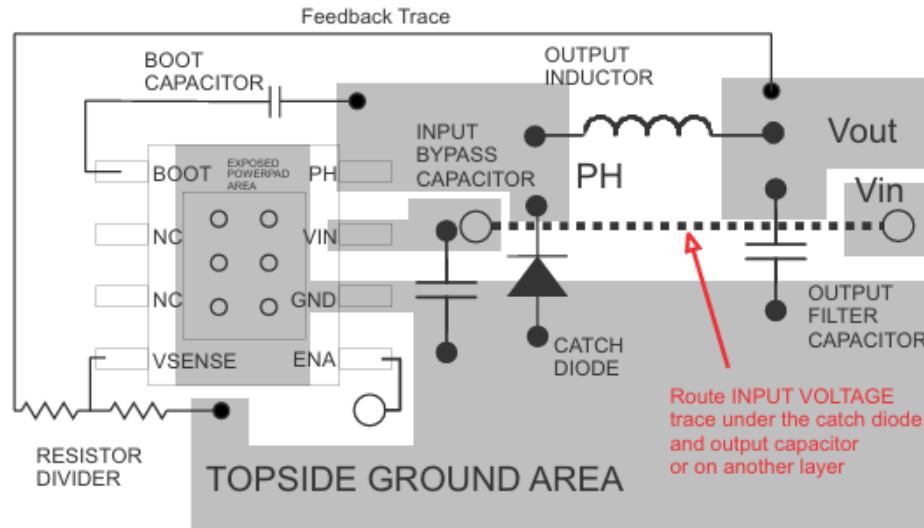 Feedback Trace
BOOT
CAPACITOR
OUTPUT
INDUCTOR
INPUT
BYPASS
CAPACITOR
Vout
PH
Vin
BOOT
EXPOSED
POWERPAD
AREA
PH
NC
VIN
NC
GND
VSENSE
ENA
CATCH
DIODE
OUTPUT
FILTER
CAPACITOR
Route INPUT VOLTAGE
trace under the catch diode
and output capacitor
or on another layer
RESISTOR
DIVIDER
TOPSIDE GROUND AREA